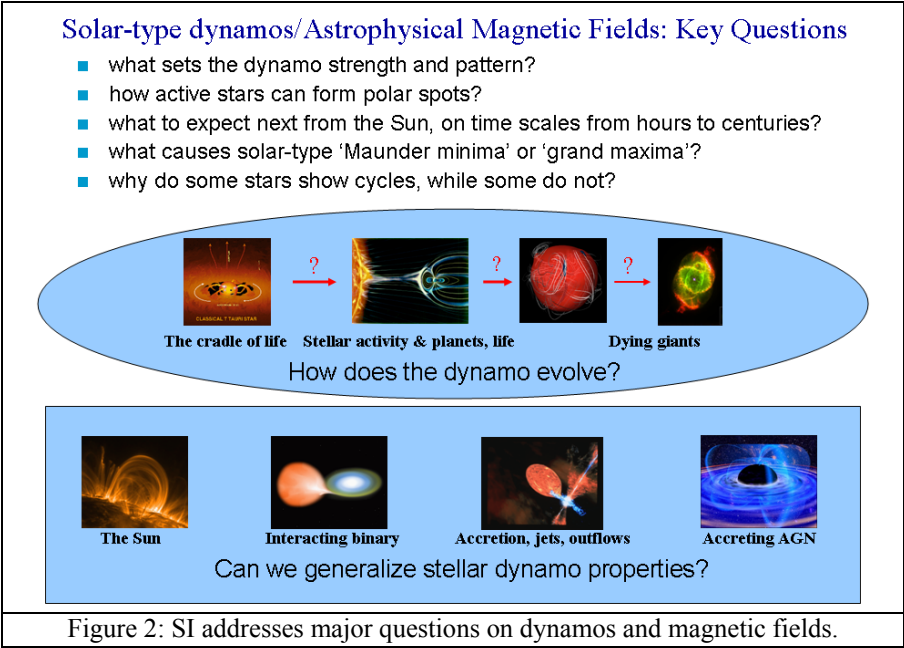 Solar-type dynamos/Astrophysical Magnetic Fields: Key Questions
what sets the dynamo strength and pattern?
how active stars can form polar spots?
what to expect next from the Sun, on time scales from hours to centuries?
what causes solar-type ‘Maunder minima’ or ‘grand maxima’?
why do some stars show cycles, while some do not?
? ? ?
CLASSICAL T TAURI STAR
The cradle of life Stellar activity & planets, life Dying giants
How does the dynamo evolve?
The Sun Interacting binary Accretion, jets, outflows Accreting AGN
Can we generalize stellar dynamo properties?
Figure 2: SI addresses major questions on dynamos and magnetic fields.